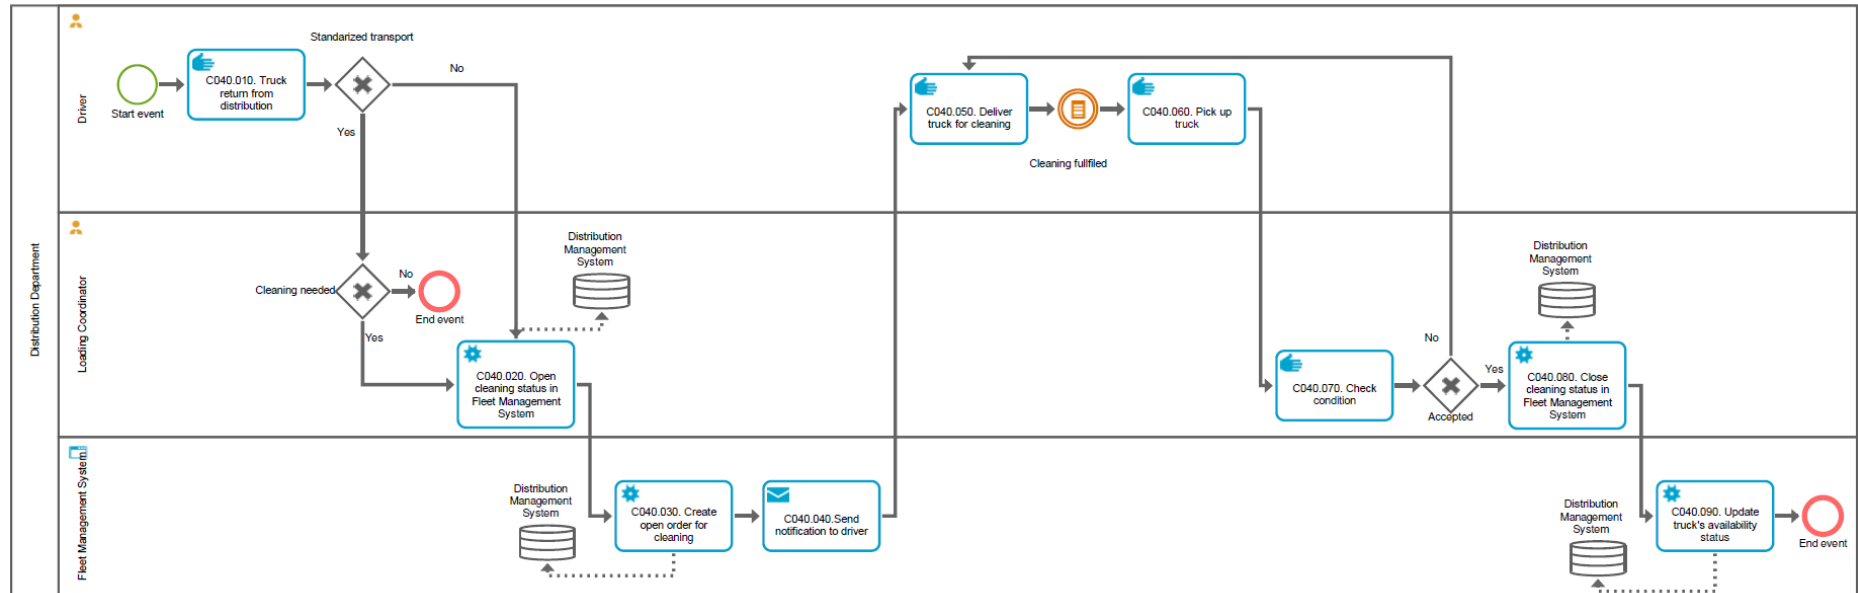 Distribution Department
Driver
Start event
C040.010. Truck
return from
distribution
Standarized transport
No
Yes
C040.050. Deliver
truck for cleaning
Cleaning fullfiled
C040.060. Pick up
truck
Loading Coordinator
Cleaning needed
No
End event
Yes
Distribution
Management
System
C040.020. Open
cleaning status in
Fleet Management
System
C040.070. Check
condition
No
Accepted
Yes
Distribution
Management
System
C040.080. Close
cleaning status in
Fleet Management
System
Fleet Management System
Distribution
Management
System
C040.030. Create
open order for
cleaning
C040.040.Send
notification to driver
Distribution
Management
System
C040.090. Update
truck's availability
status
End event